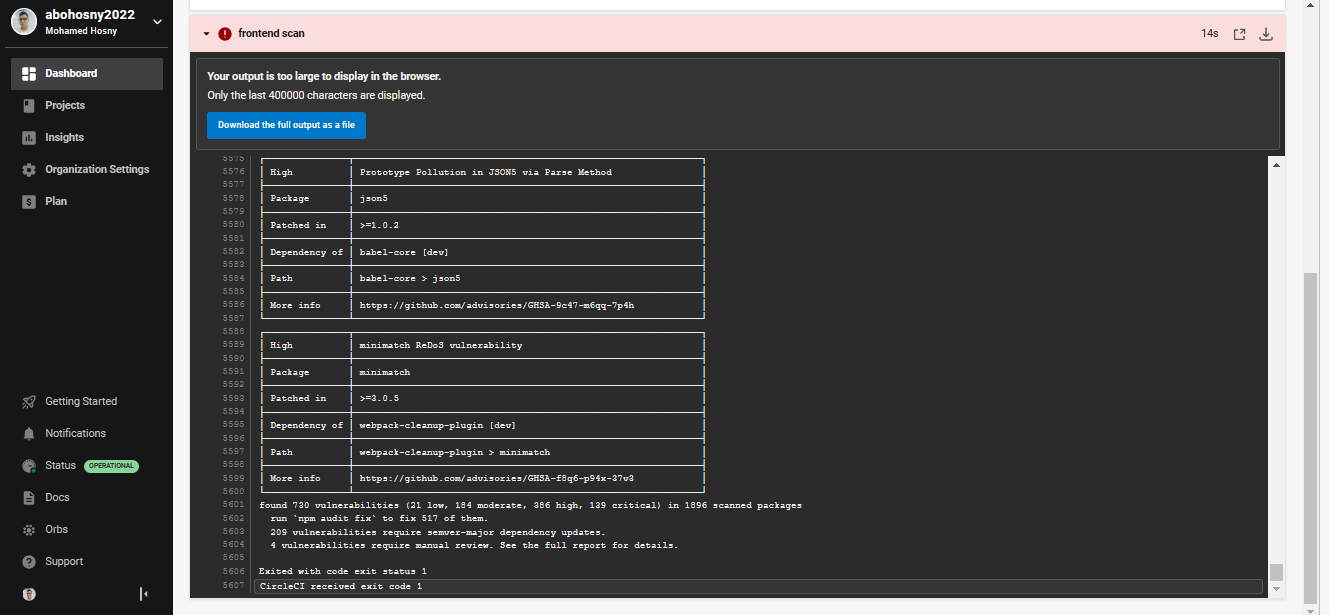 abohosny2022
Mohamed Hosny
Dashboard
Projects
Insights
Organization Settings
$ Plan
Getting Started
Notifications
Status OPERATIONAL
Docs
Orbs
? Support
! frontend scan 14s
Your output is too large to display in the browser.
Only the last 400000 characters are displayed.
Download the full output as a file
5575
5576 High Prototype Pollution in JSON5 via Parse Method
5577
5578 Package json5
5579
5580 Patched in >=1.0.2
5581
5582 Dependency of babel-core [dev]
5583
5584 Path babel-core > json5
5585
5586 More info https://github.com/advisories/GHSA-9c47-m6qq-7p4h
5587
5588
5589 High minimatch ReDoS vulnerability
5590
5591 Package minimatch
5592
5593 Patched in >=3.0.5
5594
5595 Dependency of webpack-cleanup-plugin [dev]
5596
5597 Path webpack-cleanup-plugin > minimatch
5598
5599 More info https://github.com/advisories/GHSA-f8q6-p94x-37v3
5600
5601 found 730 vulnerabilities (21 low, 184 moderate, 386 high, 139 critical) in 1896 scanned packages
5602 run `npm audit fix` to fix 517 of them.
5603 209 vulnerabilities require semver-major dependency updates.
5604 4 vulnerabilities require manual review. See the full report for details.
5605
5606 Exited with code exit status 1
5607 CircleCI received exit code 1